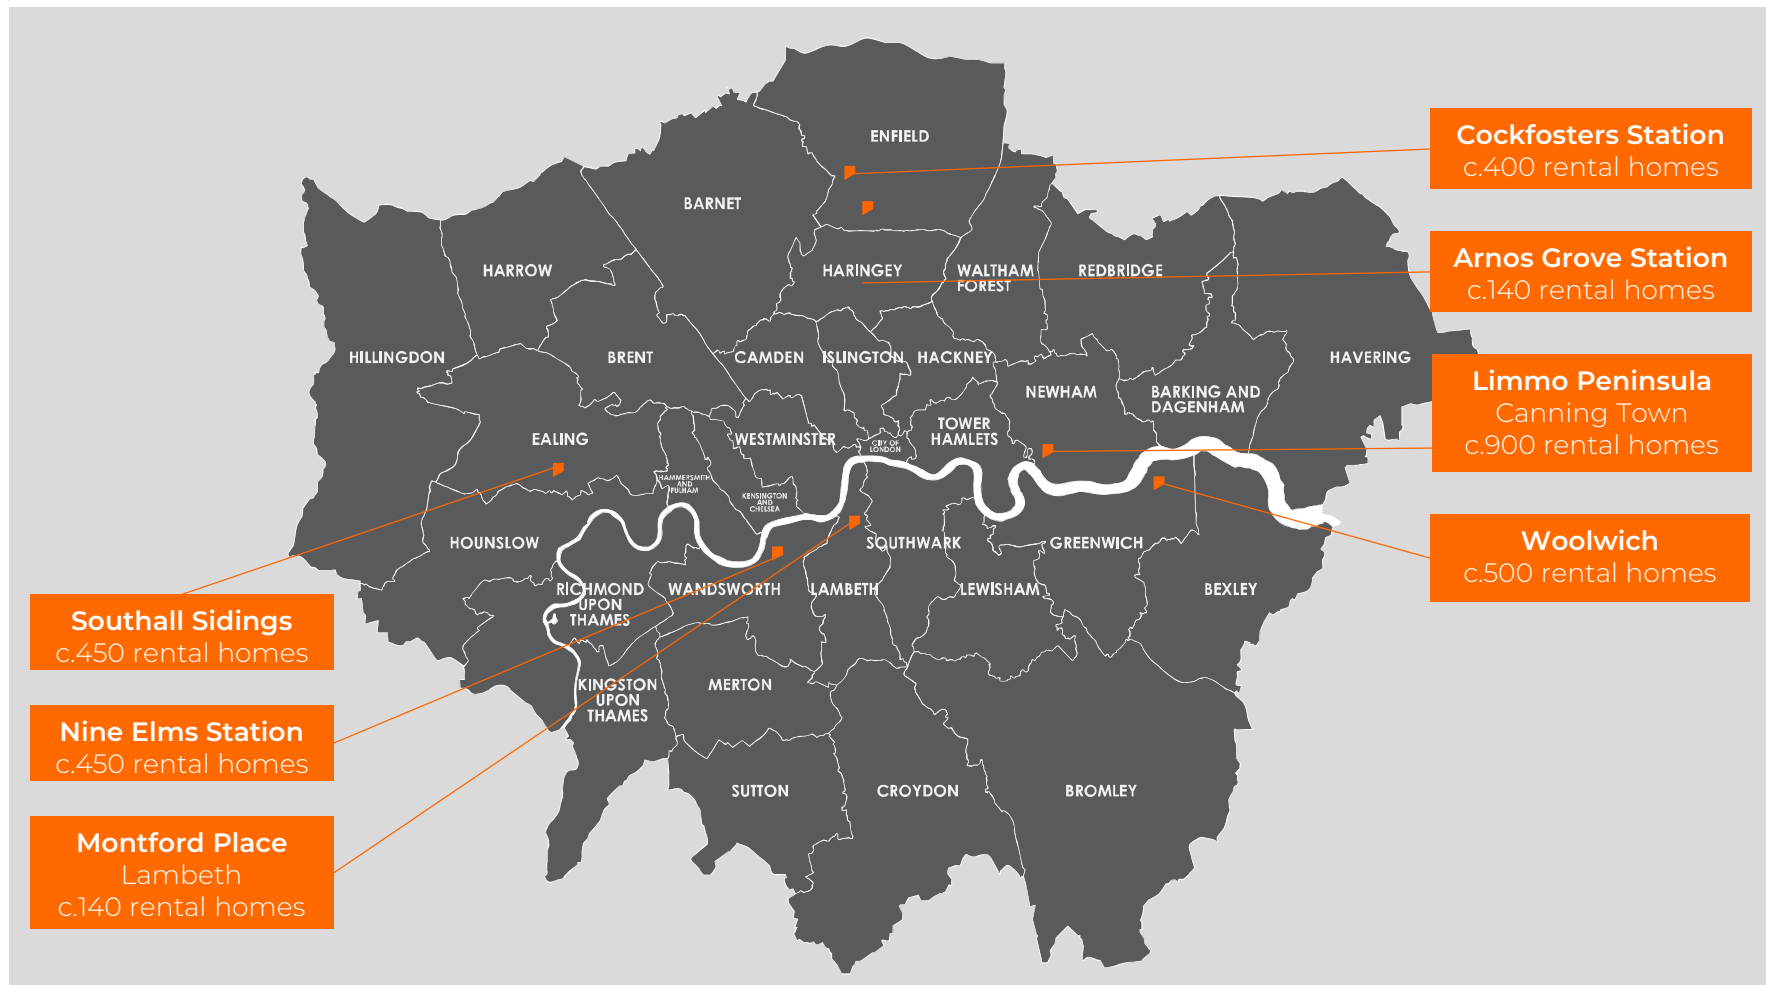 Cockfosters Station
c.400 rental homes
Arnos Grove Station
c.140 rental homes
Limmo Peninsula
Canning Town
c.900 rental homes
Woolwich
c.500 rental homes
Southall Sidings
c.450 rental homes
Nine Elms Station
c.450 rental homes
Montford Place
Lambeth
c.140 rental homes
ENFIELD
BARNET
HARROW
HARINGEY
WALTHAM
FOREST
REDBRIDGE
HILLINGDON
BRENT
CAMDEN
ISLINGTON
HACKNEY
HAVERING
NEWHAM
BARKING AND
DAGENHAM
EALING
WESTMINSTER
CITY OF
LONDON
TOWER
HAMLETS
HAMMERSMITH
AND
FULHAM
KENSINGTON
AND
CHELSEA
HOUNSLOW
SOUTHWARK
GREENWICH
RICHMOND
UPON
THAMES
WANDSWORTH
LAMBETH
LEWISHAM
BEXLEY
KINGSTON
UPON
THAMES
MERTON
SUTTON
CROYDON
BROMLEY